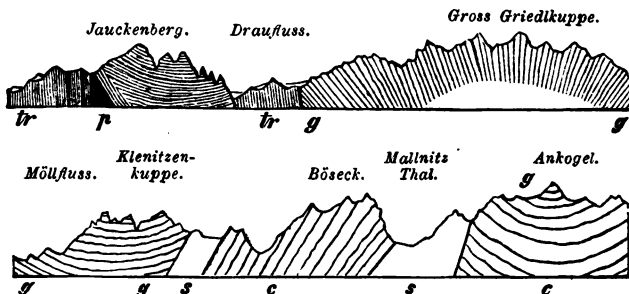 Jauckenberg. Draufluss. Gross Griedlkuppe.
tr p tr g g
Möllfluss. Klenitzen-
kuppe. Böseck. Mallnitz
Thal. Ankogel.
g
g g s c s c